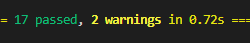 = 17 passed, 2 warnings in 0.72s ===